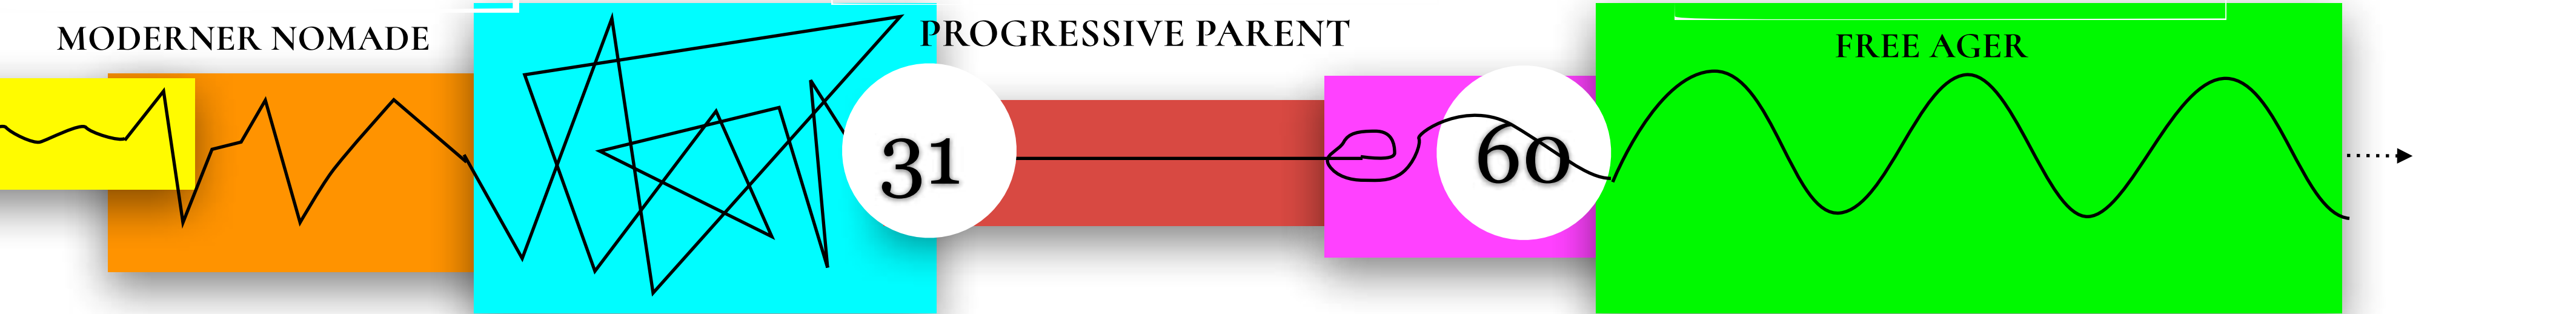 MODERNER NOMADE
PROGRESSIVE PARENT
FREE AGER
31
60